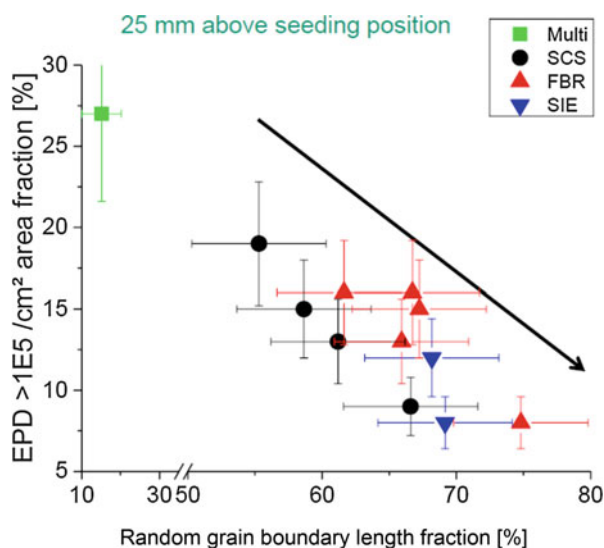 25 mm above seeding position
Multi
SCS
FBR
SIE
EPD >1E5 /cm² area fraction [%]
30
25
20
15
10
5
10 30 50 60 70 80
Random grain boundary length fraction [%]